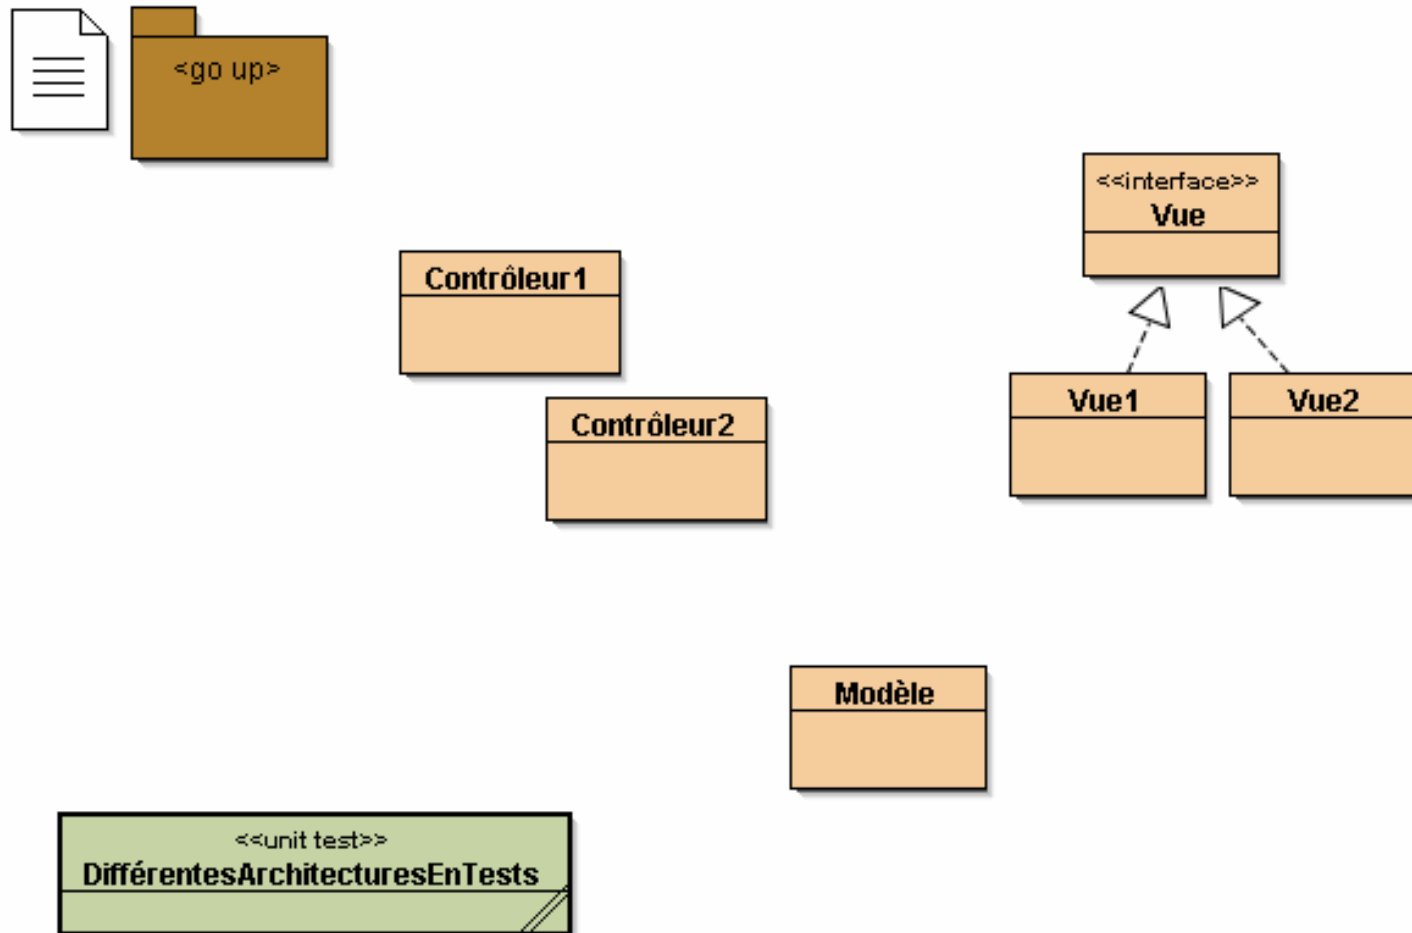 <go up>
<<interface>>
Vue
Contrôleur1
Vue1
Vue2
Contrôleur2
Modèle
<<unit test>>
DifférentesArchitecturesEnTests